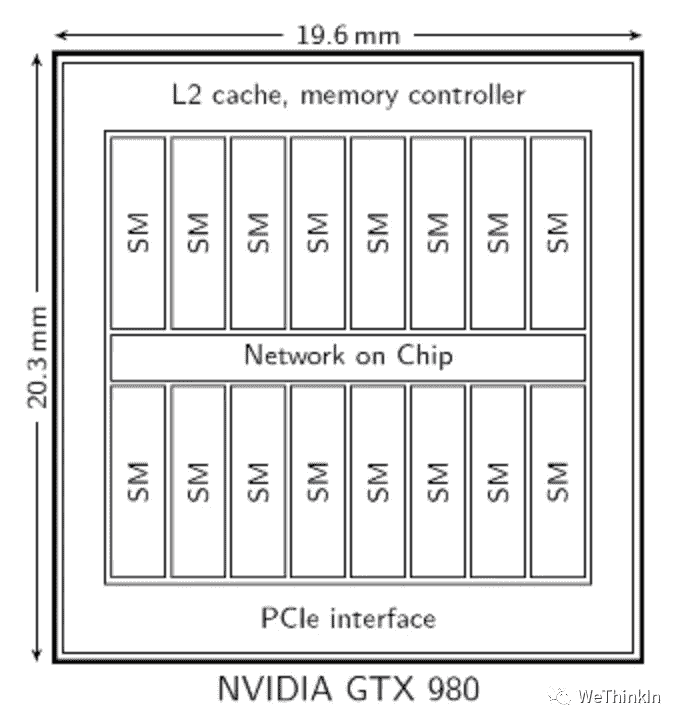 19.6 mm
L2 cache, memory controller
SM SM SM SM SM SM SM SM
20.3 mm
Network on Chip
SM SM SM SM SM SM SM SM
PCIe interface
NVIDIA GTX 980
WeThinkIn